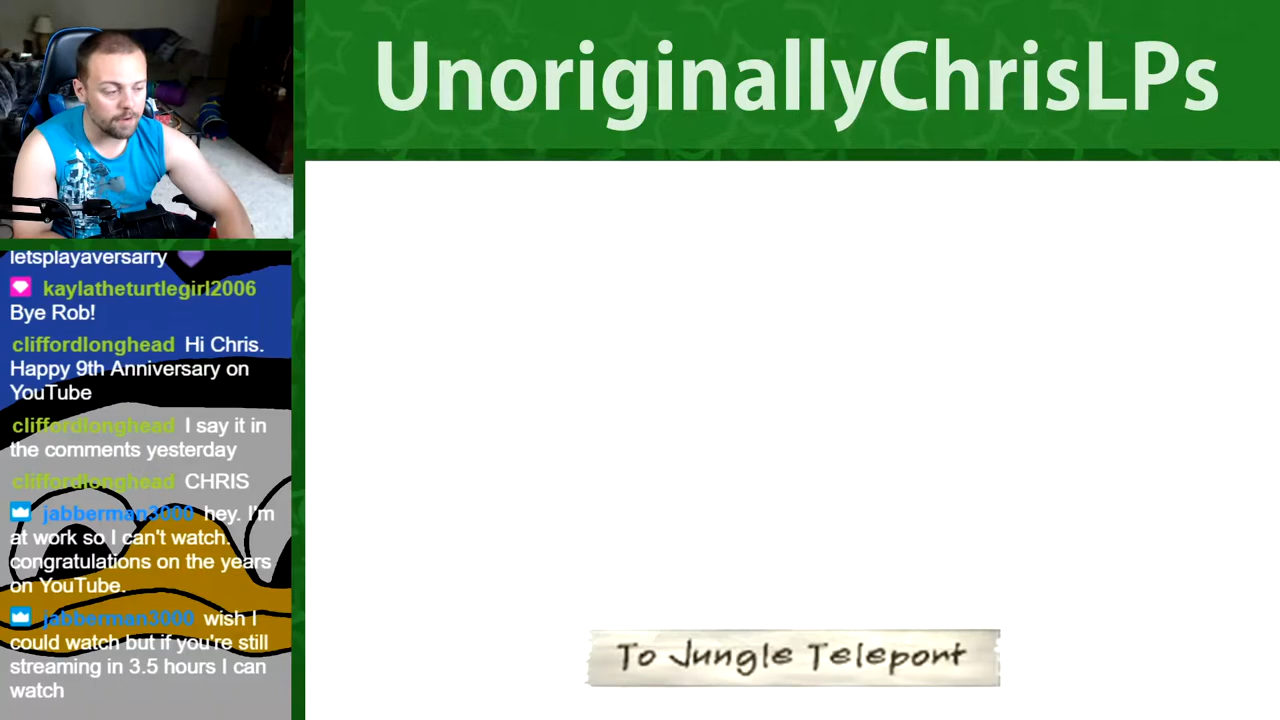 UnoriginallyChrisLPs
letsplayaversarry
kaylatheturtlegirl2006
Bye Rob!
cliffordlonghead Hi Chris.
Happy 9th Anniversary on
YouTube
cliffordlonghead I say it in
the comments yesterday
cliffordlonghead CHRIS
jabberman3000 hey. I'm
at work so I can't watch.
congratulations on the years
on YouTube.
jabberman3000 wish I
could watch but if you're still
streaming in 3.5 hours I can
watch
To Jungle Teleport